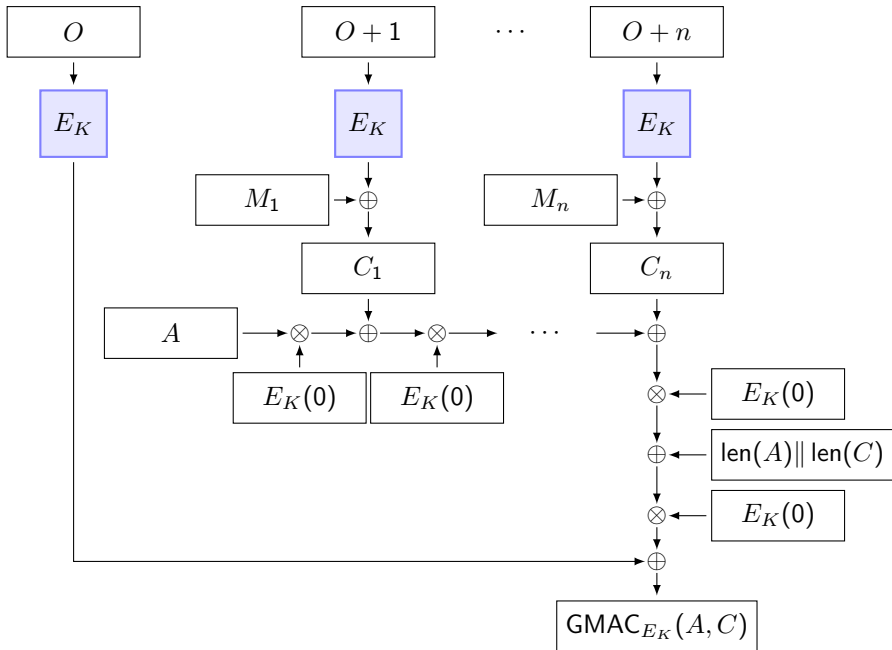 O O + 1 ⋯ O + n
E_K E_K E_K
M_1 M_n
C_1 C_n
A ⋯
E_K(0) E_K(0) E_K(0)
len(A)‖ len(C)
E_K(0)
GMAC_{E_K}(A, C)